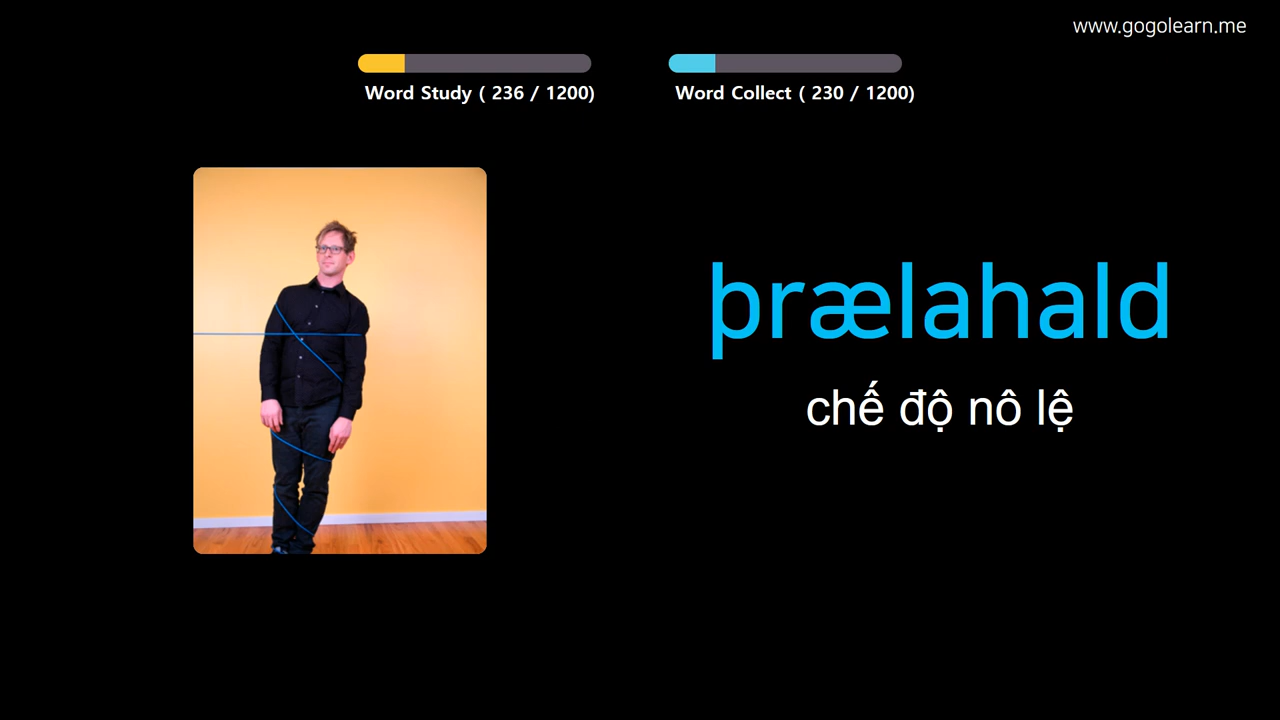 www.gogolearn.me
Word Study ( 236 / 1200)
Word Collect ( 230 / 1200)
þrælahald
chế độ nô lệ